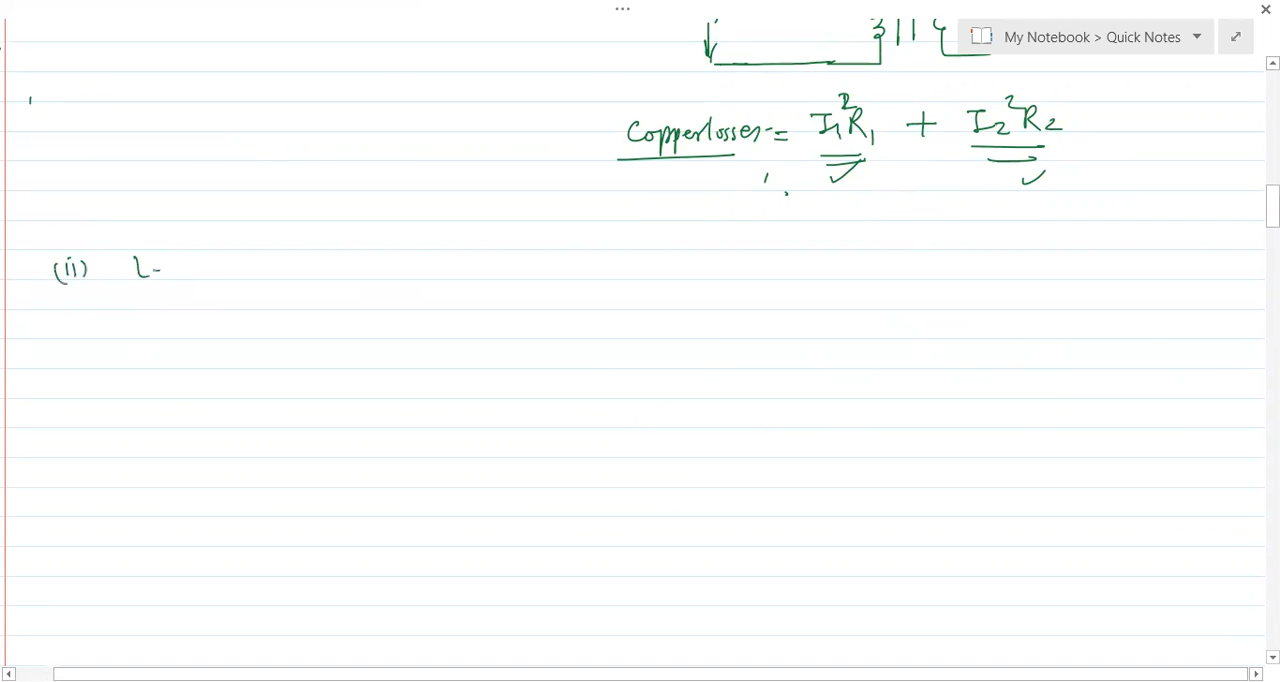 My Notebook > Quick Notes
Copperlosses = I₁²R₁ + I₂²R₂
(ii)